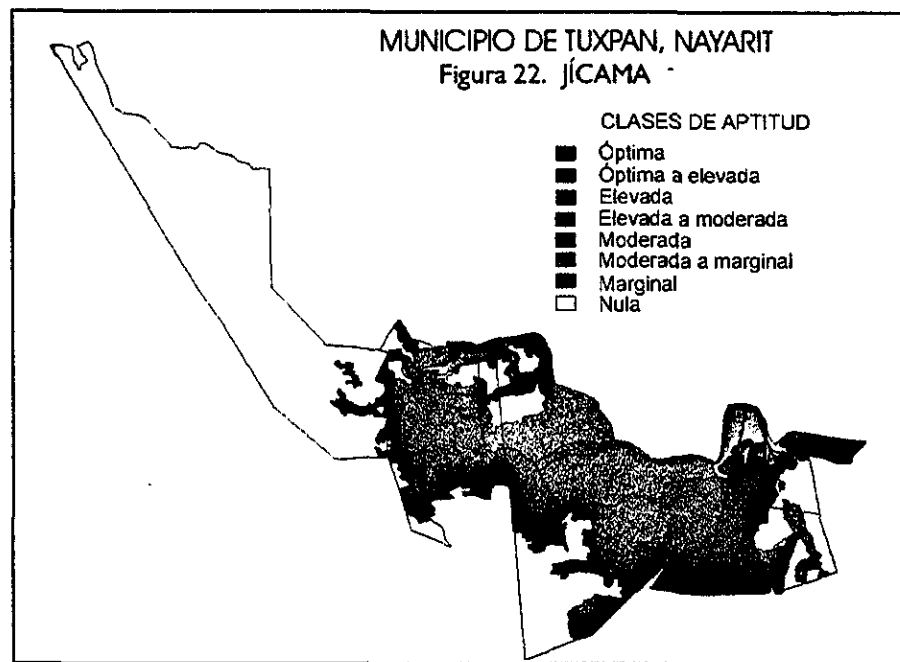 MUNICIPIO DE TUXPAN, NAYARIT
Figura 22. JÍCAMA -
CLASES DE APTITUD
Óptima
Óptima a elevada
Elevada
Elevada a moderada
Moderada
Moderada a marginal
Marginal
Nula